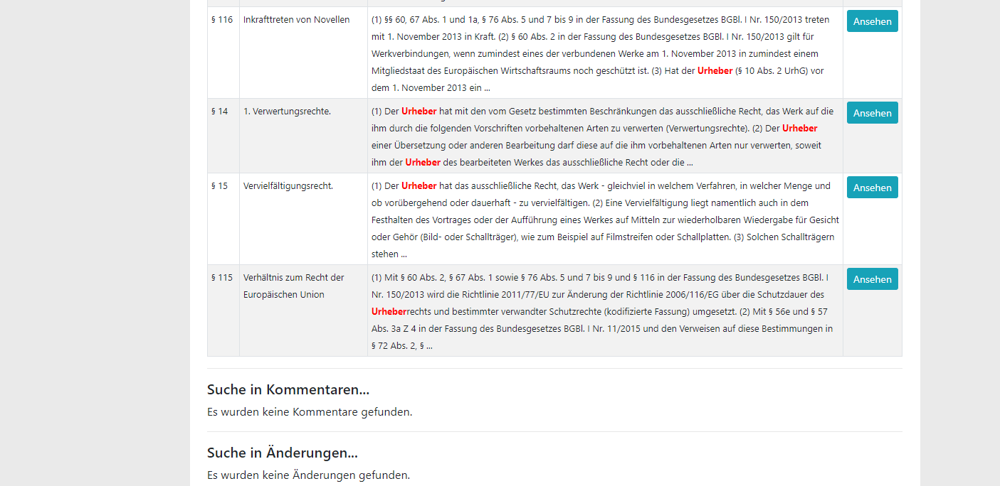 § 116 Inkrafttreten von Novellen (1) §§ 60, 67 Abs. 1 und 1a, § 76 Abs. 5 und 7 bis 9 in der Fassung des Bundesgesetzes BGBl. I Nr. 150/2013 treten Ansehen
mit 1. November 2013 in Kraft. (2) § 60 Abs. 2 in der Fassung des Bundesgesetzes BGBl. I Nr. 150/2013 gilt für
Werkverbindungen, wenn zumindest eines der verbundenen Werke am 1. November 2013 in zumindest einem
Mitgliedstaat des Europäischen Wirtschaftsraums noch geschützt ist. (3) Hat der Urheber (§ 10 Abs. 2 UrhG) vor
dem 1. November 2013 ein ...
§ 14 1. Verwertungsrechte. (1) Der Urheber hat mit den vom Gesetz bestimmten Beschränkungen das ausschließliche Recht, das Werk auf die Ansehen
ihm durch die folgenden Vorschriften vorbehaltenen Arten zu verwerten (Verwertungsrechte). (2) Der Urheber
einer Übersetzung oder anderen Bearbeitung darf diese auf die ihm vorbehaltenen Arten nur verwerten, soweit
ihm der Urheber des bearbeiteten Werkes das ausschließliche Recht oder die ...
§ 15 Vervielfältigungsrecht. (1) Der Urheber hat das ausschließliche Recht, das Werk - gleichviel in welchem Verfahren, in welcher Menge und Ansehen
ob vorübergehend oder dauerhaft - zu vervielfältigen. (2) Eine Vervielfältigung liegt namentlich auch in dem
Festhalten des Vortrages oder der Aufführung eines Werkes auf Mitteln zur wiederholbaren Wiedergabe für Gesicht
oder Gehör (Bild- oder Schallträger), wie zum Beispiel auf Filmstreifen oder Schallplatten. (3) Solchen Schallträgern
stehen ...
§ 115 Verhältnis zum Recht der (1) Mit § 60 Abs. 2, § 67 Abs. 1 sowie § 76 Abs. 5 und 7 bis 9 und § 116 in der Fassung des Bundesgesetzes BGBl. I Ansehen
Europäischen Union Nr. 150/2013 wird die Richtlinie 2011/77/EU zur Änderung der Richtlinie 2006/116/EG über die Schutzdauer des
Urheberrechts und bestimmter verwandter Schutzrechte (kodifizierte Fassung) umgesetzt. (2) Mit § 56e und § 57
Abs. 3a Z 4 in der Fassung des Bundesgesetzes BGBl. I Nr. 11/2015 und den Verweisen auf diese Bestimmungen in
§ 72 Abs. 2, § ...
Suche in Kommentaren...
Es wurden keine Kommentare gefunden.
Suche in Änderungen...
Es wurden keine Änderungen gefunden.